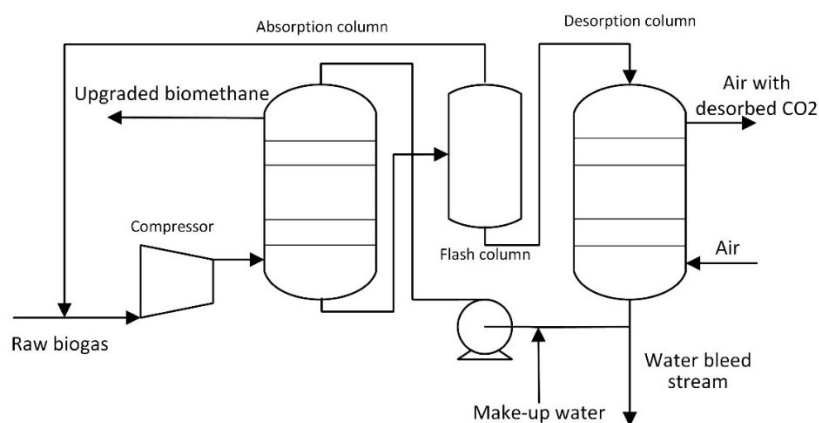 Absorption column
Desorption column
Upgraded biomethane
Air with
desorbed CO2
Compressor
Flash column
Air
Raw biogas
Water bleed
stream
Make-up water